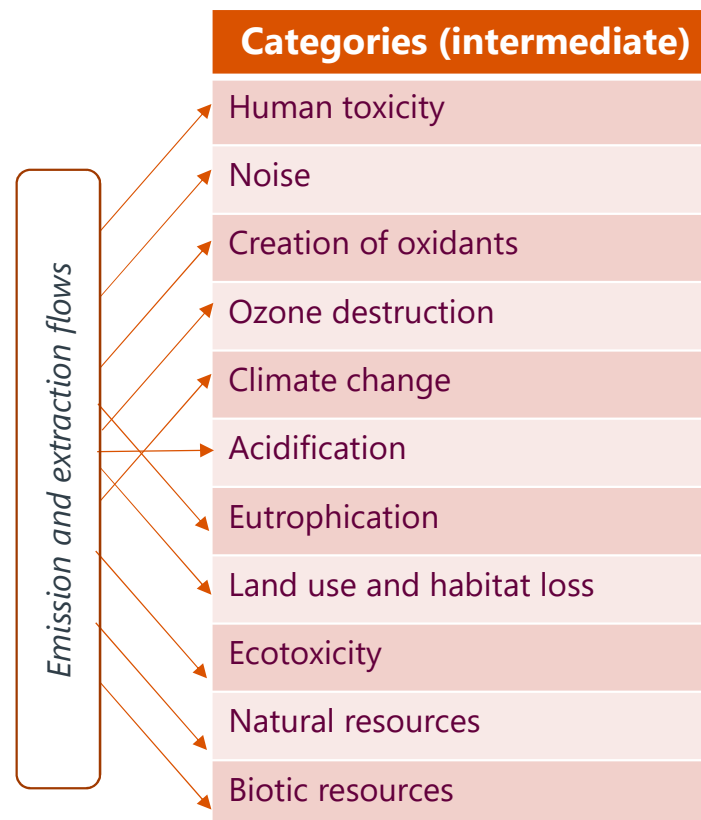 Categories (intermediate)
Human toxicity
Noise
Creation of oxidants
Ozone destruction
Climate change
Acidification
Eutrophication
Land use and habitat loss
Ecotoxicity
Natural resources
Biotic resources
Emission and extraction flows